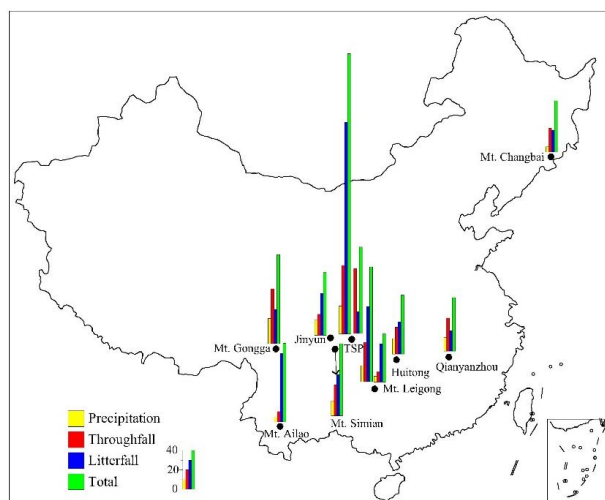 Mt. Changbai
Jinyun
TSP
Mt. Gongga
Huitong
Qianyanzhou
Mt. Leigong
Mt. Simian
Mt. Ailao
Precipitation
Throughfall
Litterfall
Total
40
20
0